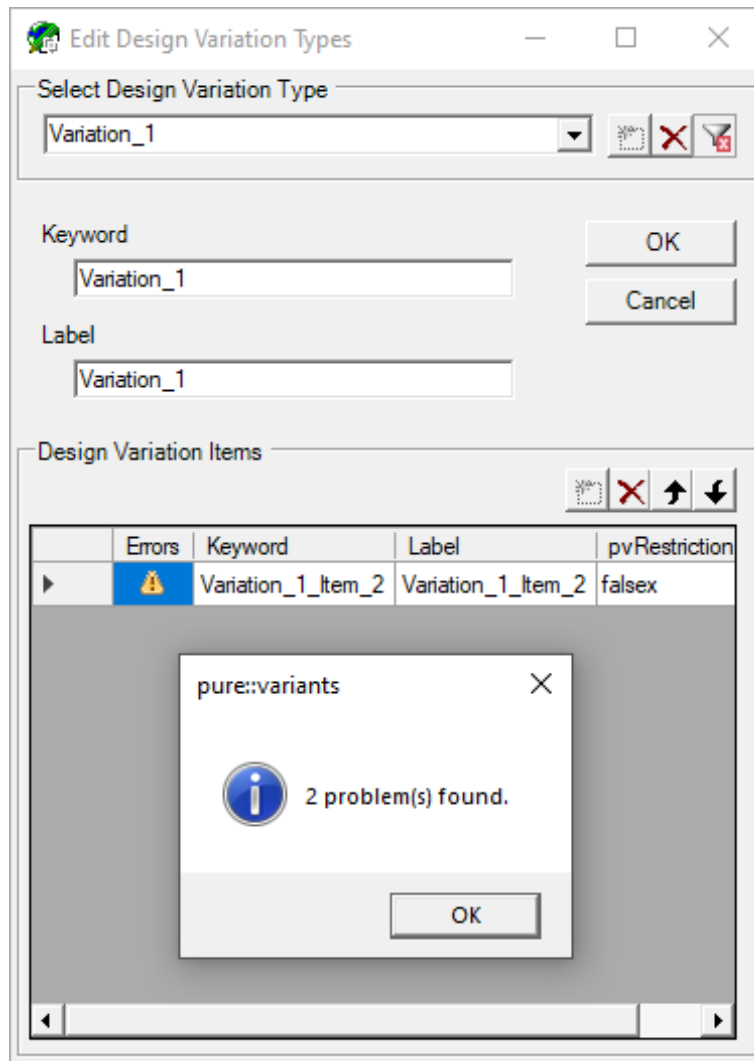 Edit Design Variation Types
Select Design Variation Type
Variation_1
Keyword
OK
Variation_1
Cancel
Label
Variation_1
Design Variation Items
Errors Keyword Label pvRestriction
Variation_1_Item_2 Variation_1_Item_2 falsex
pure::variants
2 problem(s) found.
OK